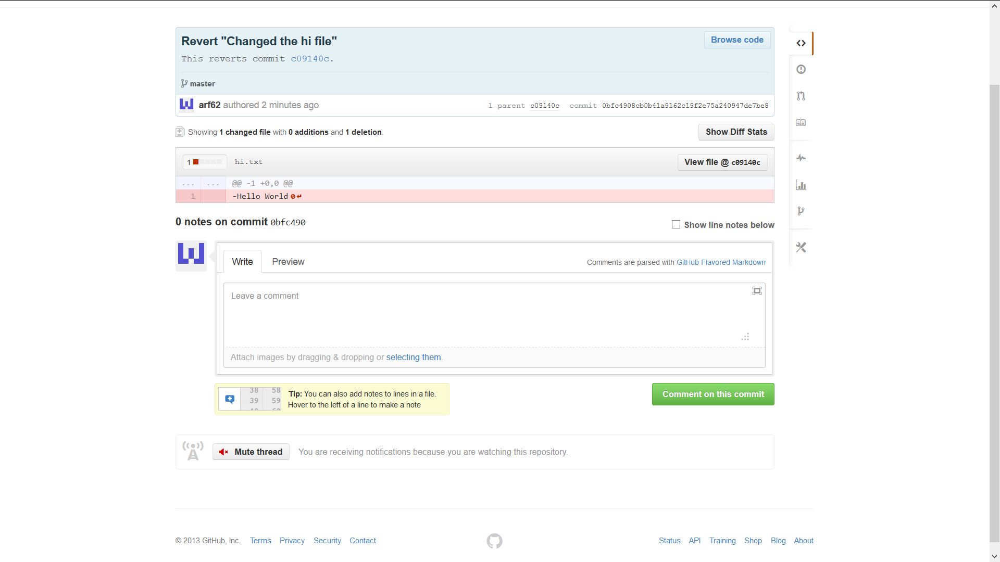 Revert "Changed the hi file"
Browse code
This reverts commit c09140c.
master
arf62 authored 2 minutes ago
1 parent c09140c commit 0bfc4908cb0b41a9162c19f2e75a240947de7be8
Showing 1 changed file with 0 additions and 1 deletion.
Show Diff Stats
1 hi.txt
View file @ c09140c
... ... @@ -1 +0,0 @@
1 -Hello World
0 notes on commit 0bfc490
Show line notes below
Write Preview
Comments are parsed with GitHub Flavored Markdown
Leave a comment
Attach images by dragging & dropping or selecting them.
38 58
39 59
Tip: You can also add notes to lines in a file.
Hover to the left of a line to make a note
Comment on this commit
Mute thread
You are receiving notifications because you are watching this repository.
© 2013 GitHub, Inc. Terms Privacy Security Contact
Status API Training Shop Blog About